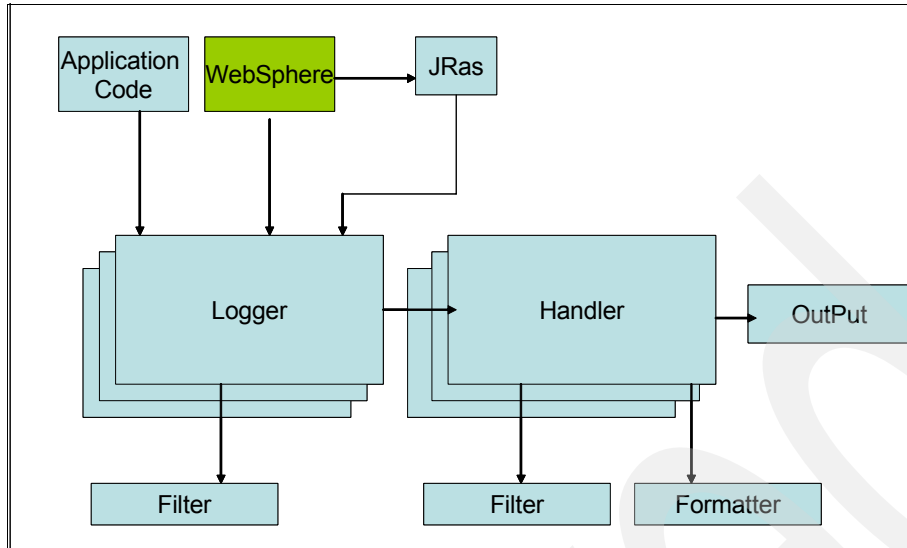 Application
Code
WebSphere
JRas
Logger
Handler
OutPut
Filter
Filter
Formatter